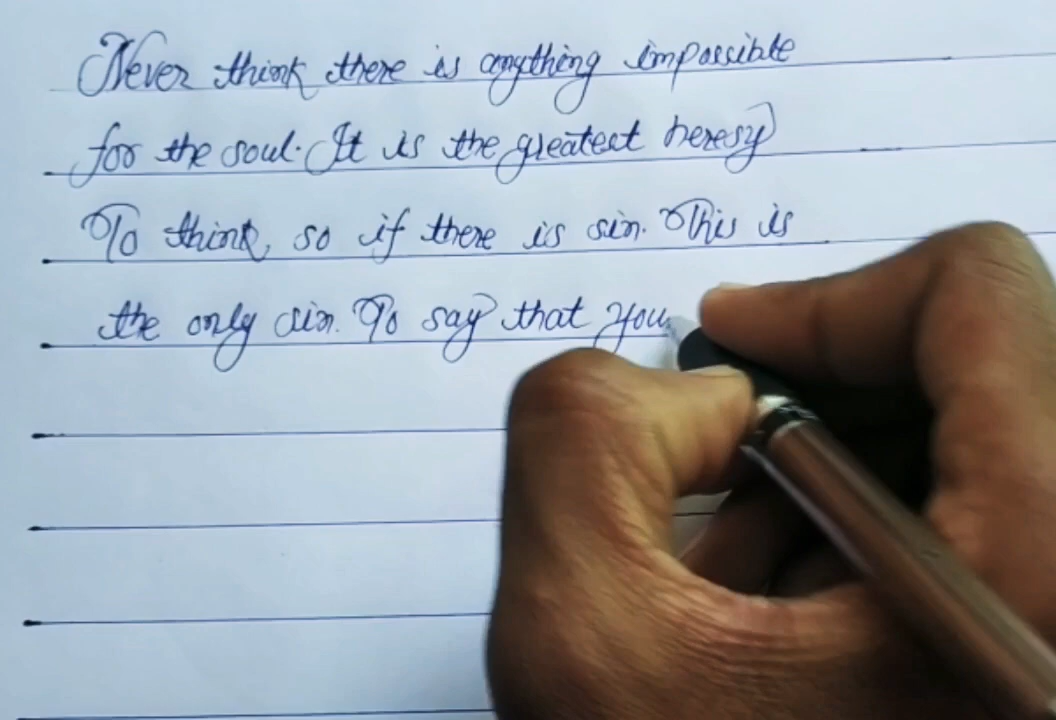 Never think there is anything impossible
for the soul. It is the greatest heresy
To think, so if there is sin. This is
the only sin. To say that you